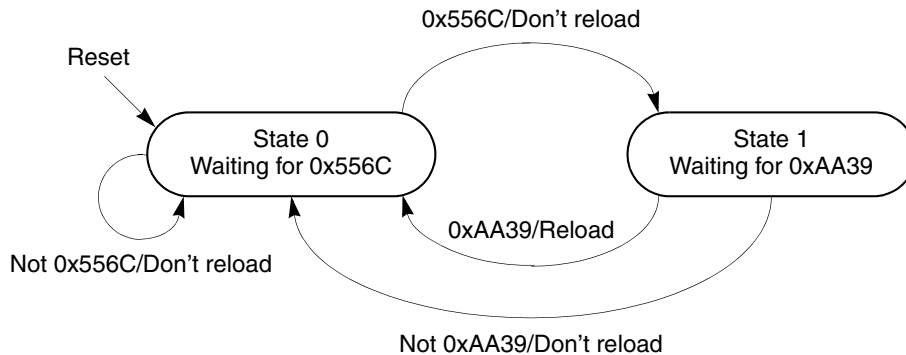 0x556C/Don't reload
Reset
State 0
Waiting for 0x556C
State 1
Waiting for 0xAA39
0xAA39/Reload
Not 0x556C/Don't reload
Not 0xAA39/Don't reload